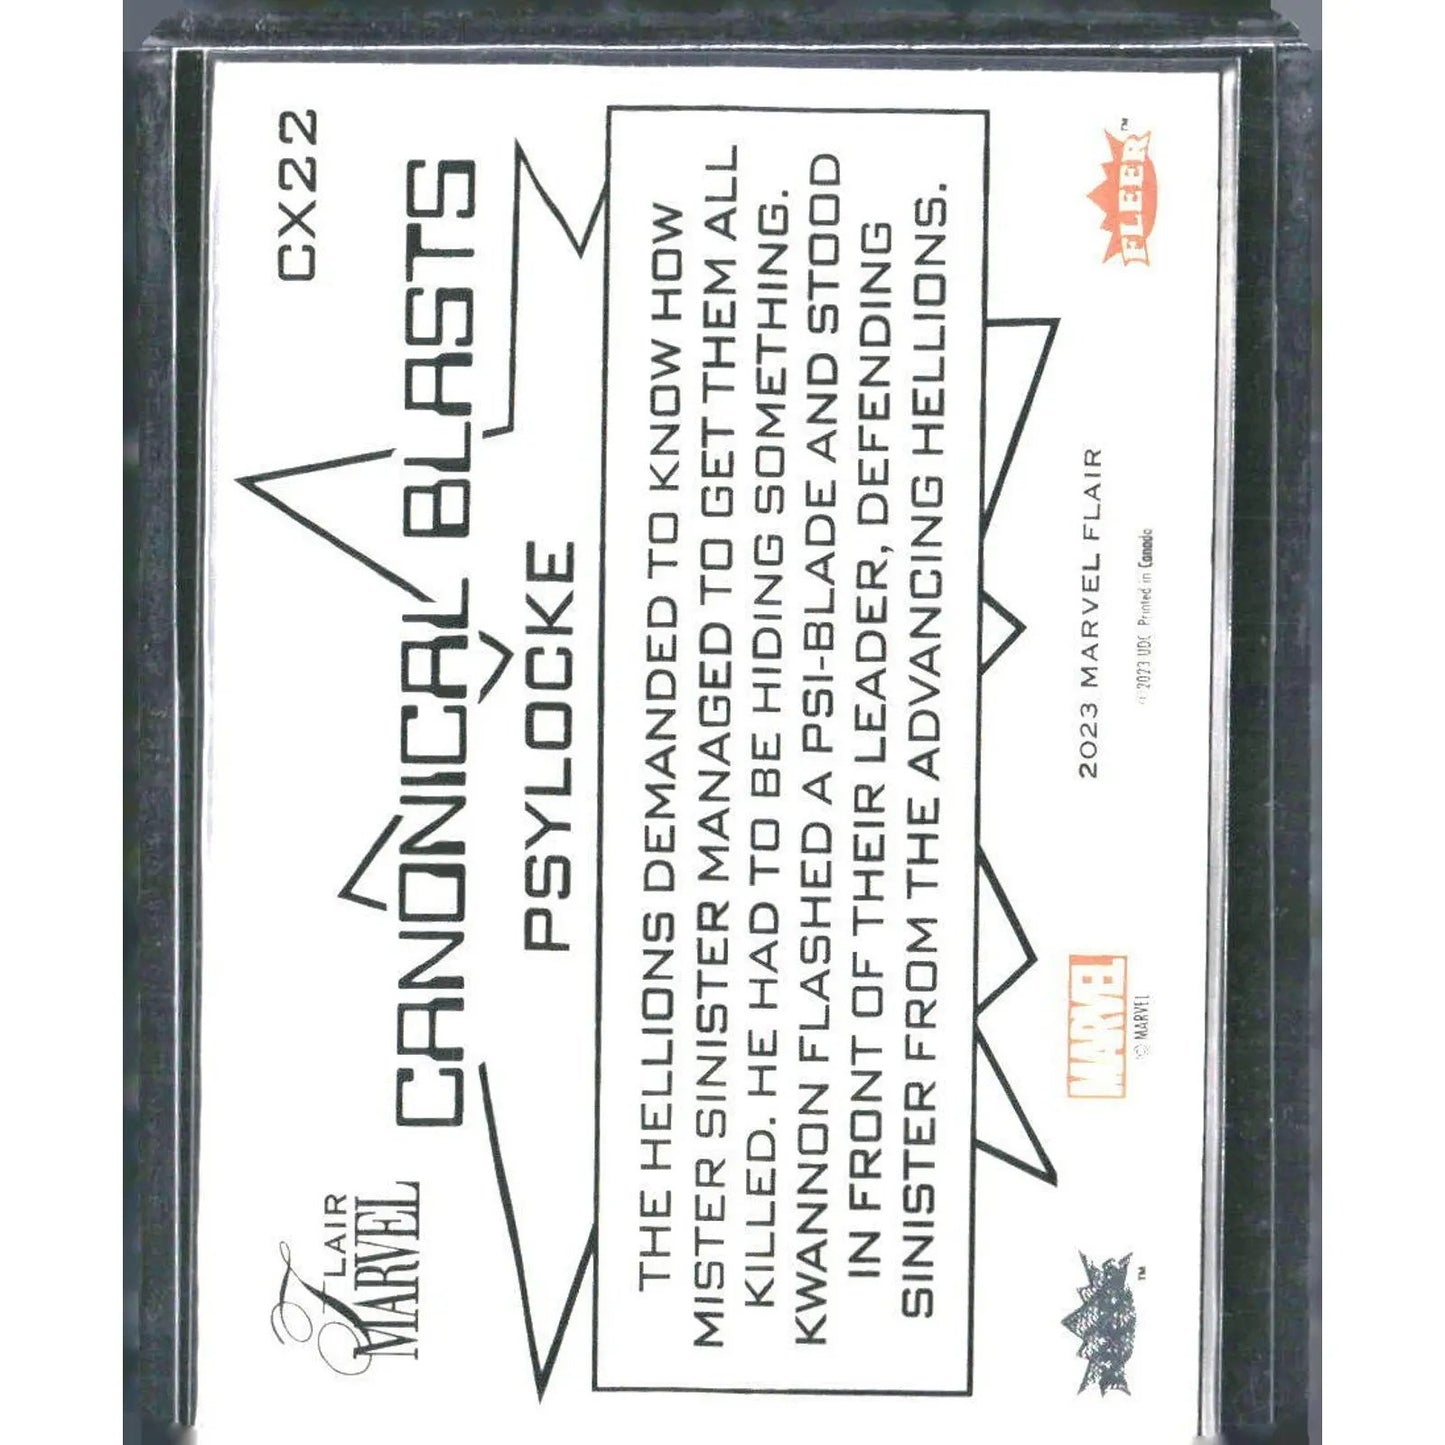 CX22
FLAIR
MARVEL
CANONICAL BLASTS
PSYLOCKE
THE HELLIONS DEMANDED TO KNOW HOW
MISTER SINISTER MANAGED TO GET THEM ALL
KILLED. HE HAD TO BE HIDING SOMETHING.
KWANNON FLASHED A PSI-BLADE AND STOOD
IN FRONT OF THEIR LEADER, DEFENDING
SINISTER FROM THE ADVANCING HELLIONS.
™
MARVEL
© MARVEL
2023 MARVEL FLAIR
© 2023 UDC Printed in Canada
FLEER™